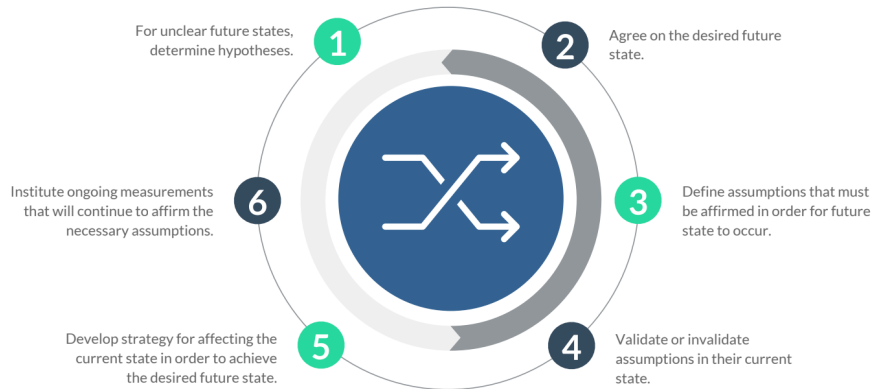 1
For unclear future states,
determine hypotheses.
2
Agree on the desired future
state.
3
Define assumptions that must
be affirmed in order for future
state to occur.
4
Validate or invalidate
assumptions in their current
state.
5
Develop strategy for affecting the
current state in order to achieve
the desired future state.
6
Institute ongoing measurements
that will continue to affirm the
necessary assumptions.